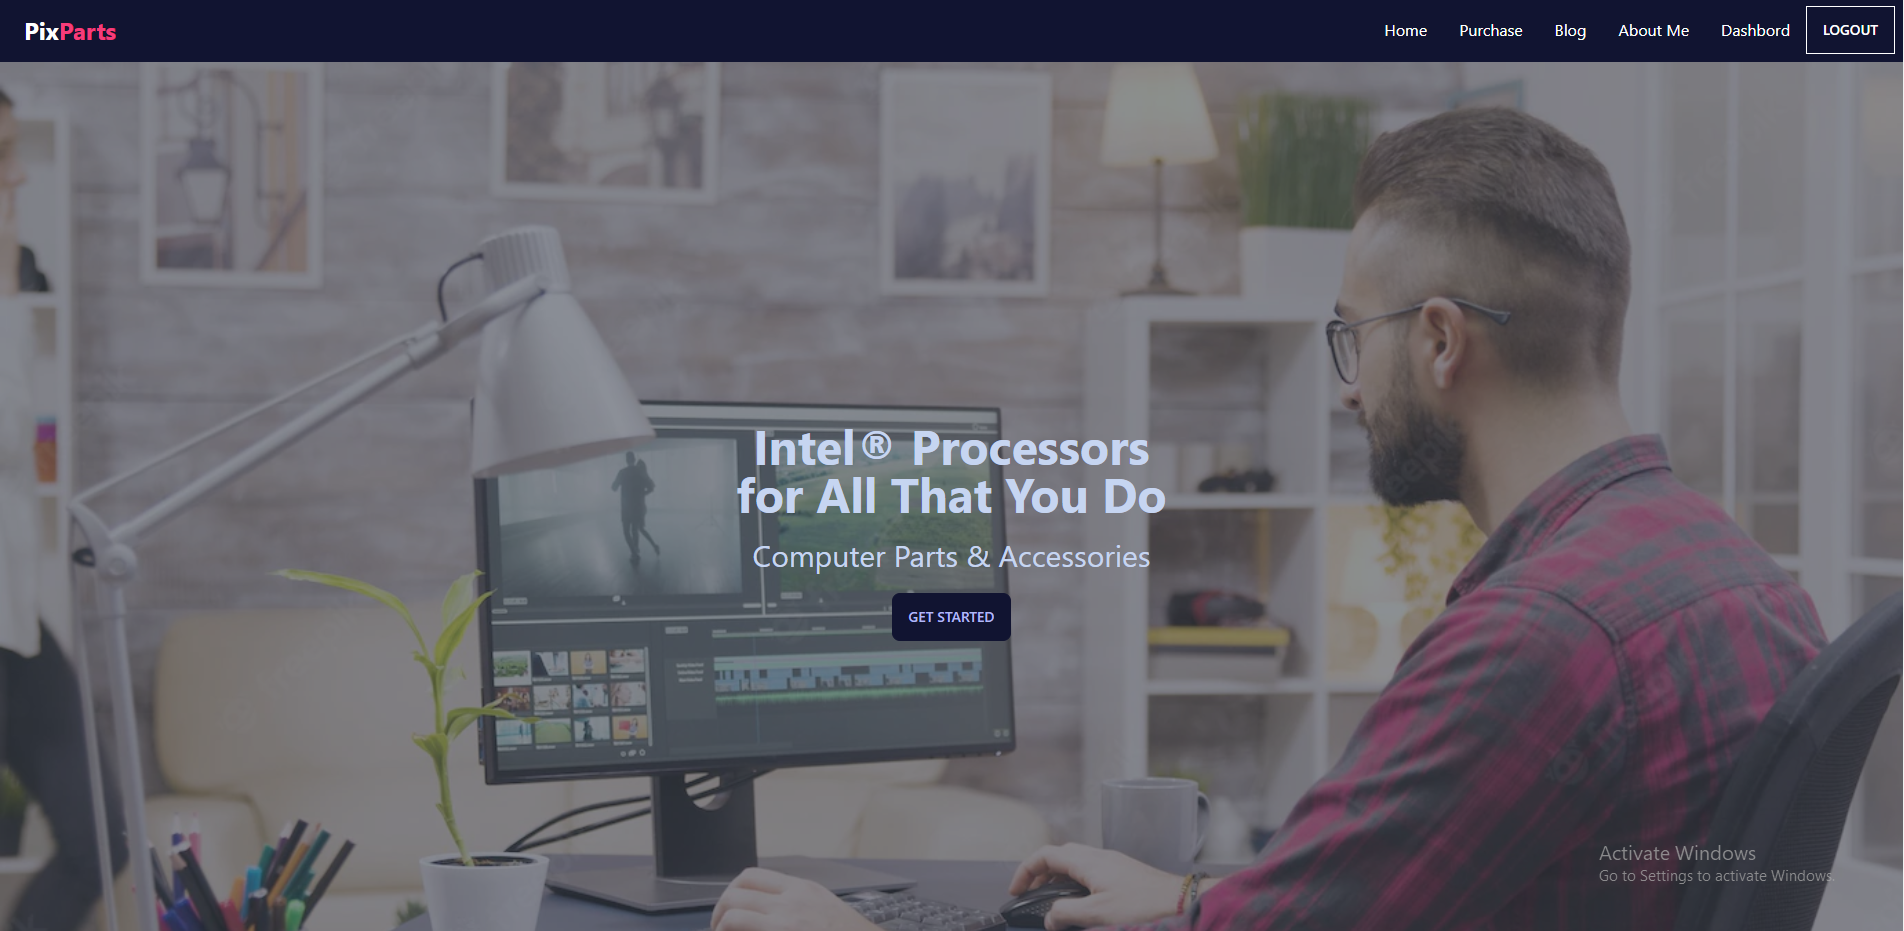 PixParts
Home Purchase Blog About Me Dashbord LOGOUT
Intel® Processors
for All That You Do
Computer Parts & Accessories
GET STARTED
Activate Windows
Go to Settings to activate Windows.